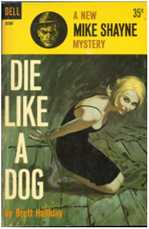 DELL
A NEW
35¢
MIKE SHAYNE
MYSTERY
DIE
LIKE
A
DOG
by Brett Halliday